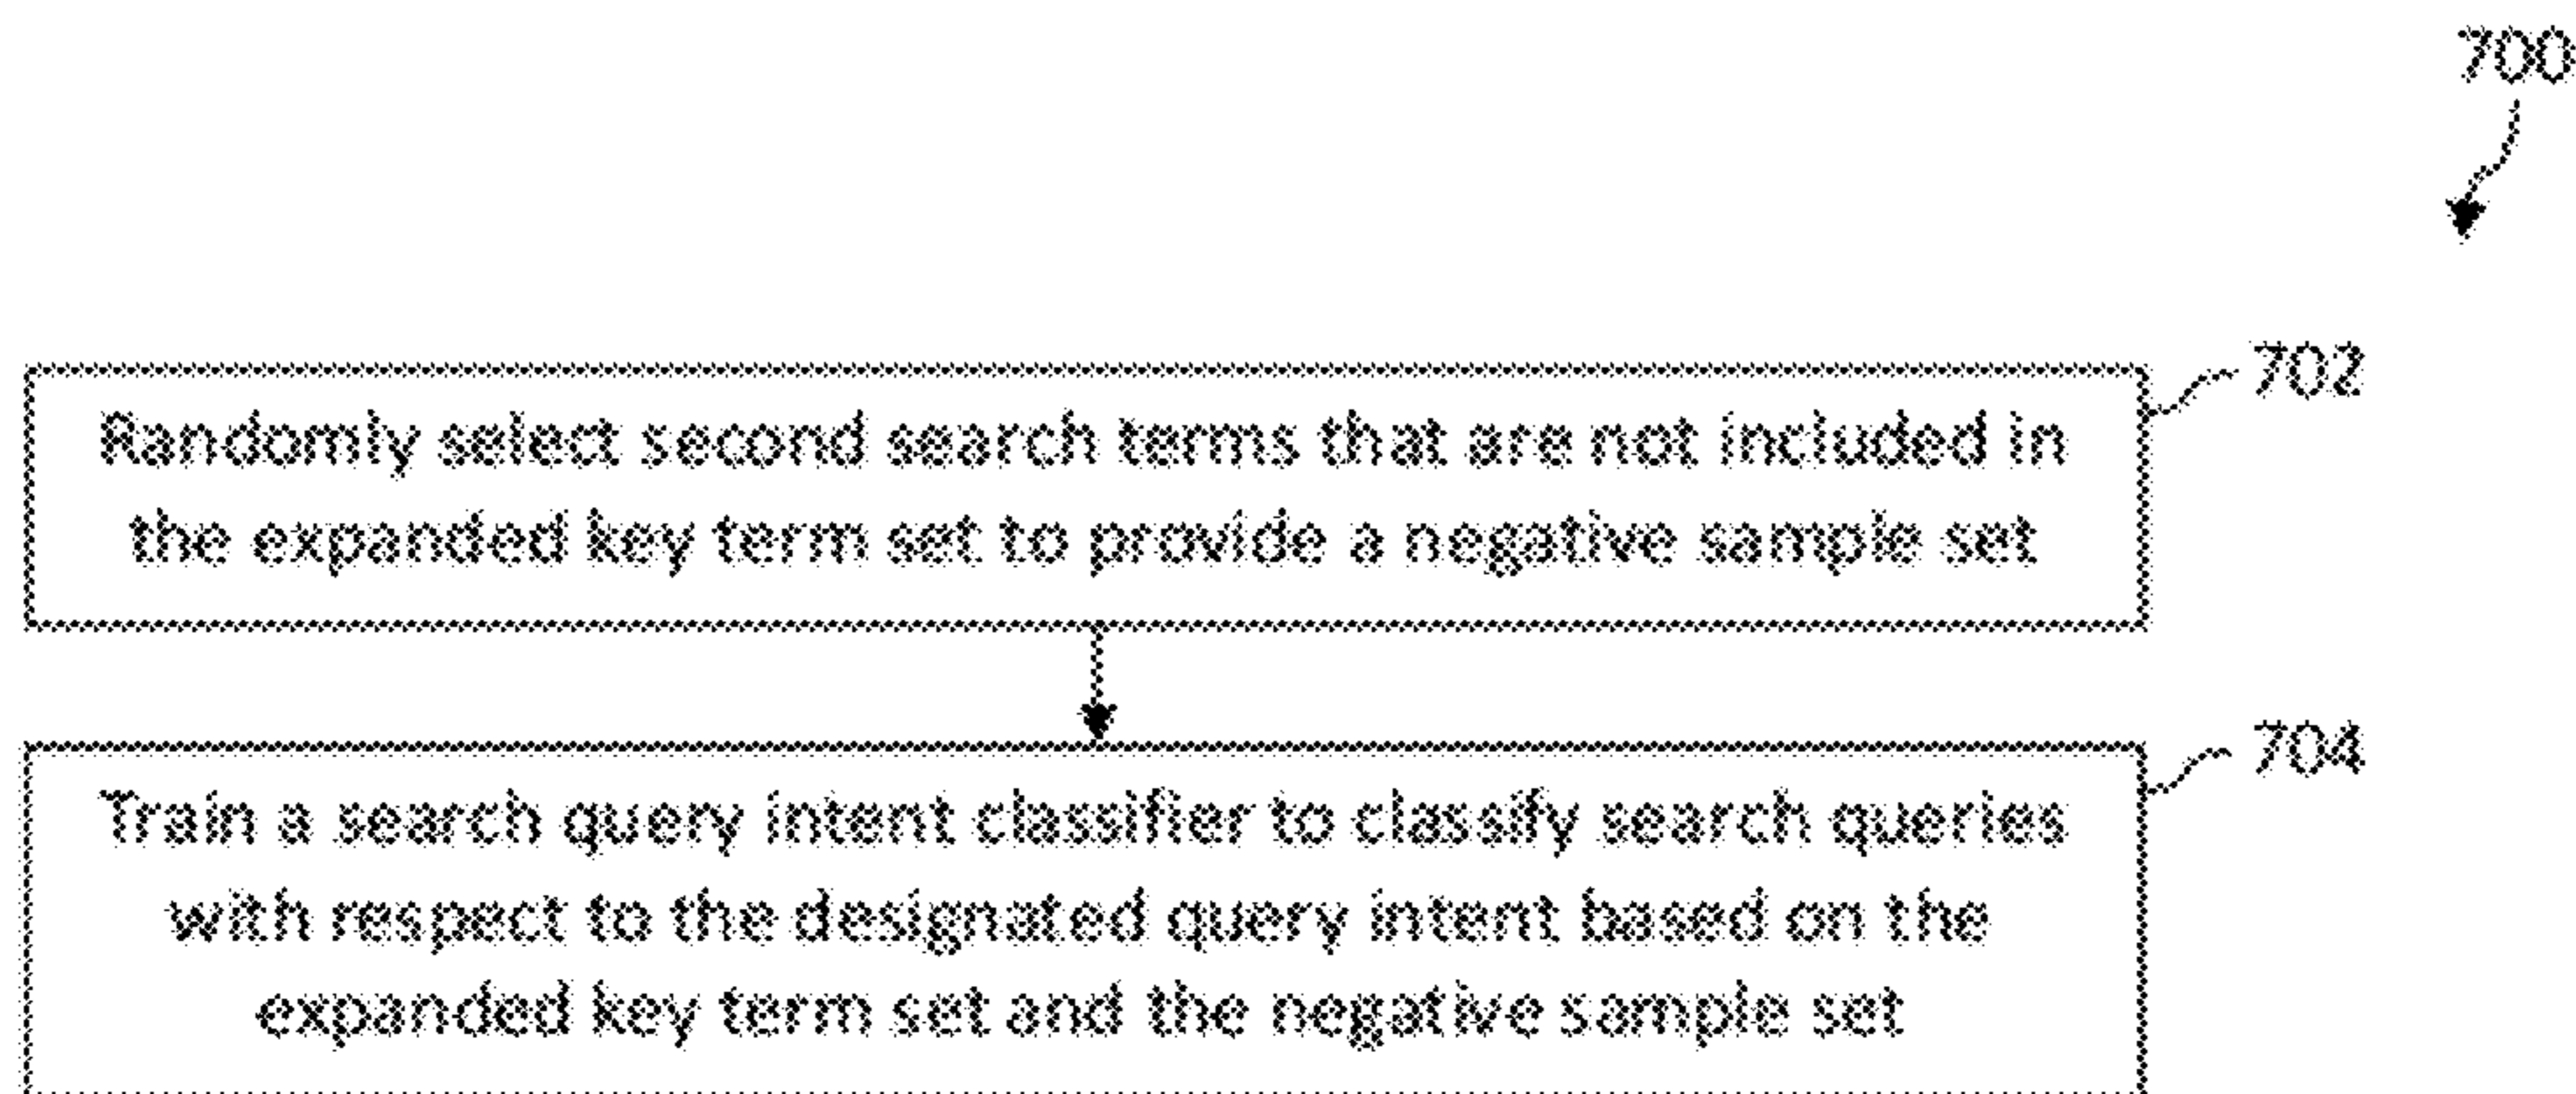 700
702
Randomly select second search terms that are not included in
the expanded key term set to provide a negative sample set
704
Train a search query intent classifier to classify search queries
with respect to the designated query intent based on the
expanded key term set and the negative sample set